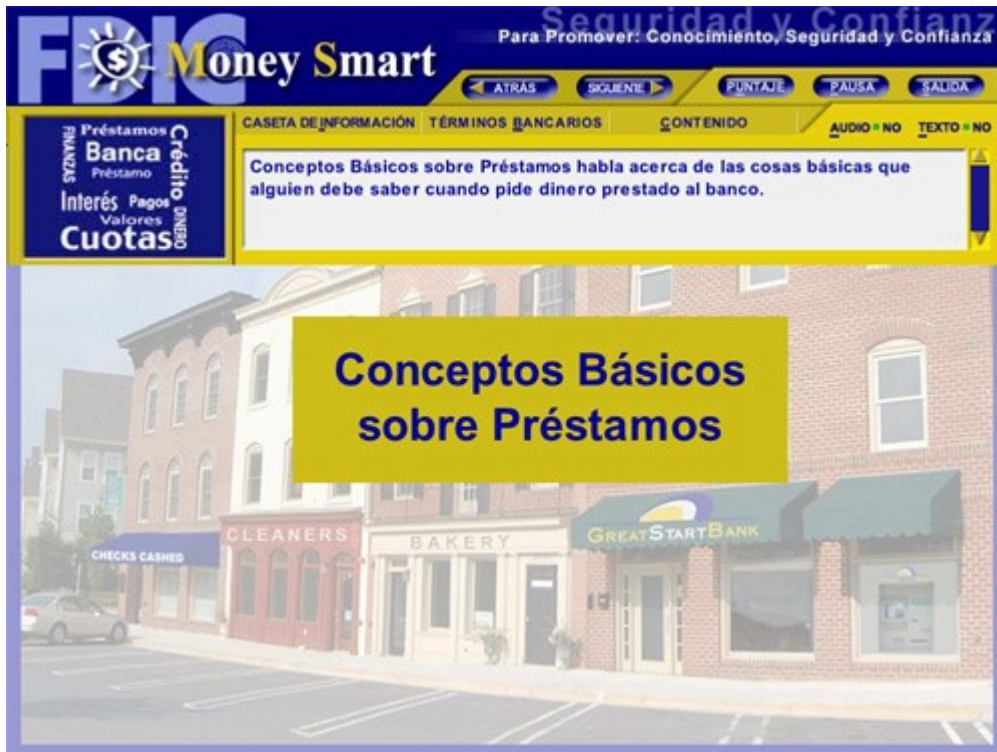 Seguridad y Confianz
FDIC Money Smart
Para Promover: Conocimiento, Seguridad y Confianza
ATRÁS SIGUIENTE PUNTAJE PAUSA SALIDA
CASETA DE INFORMACIÓN TÉRMINOS BANCARIOS CONTENIDO AUDIO NO TEXTO NO
Préstamos
FINANZAS
Banca
Crédito
Préstamo
Interés Pagos
Valores
DINERO
Cuotas
Conceptos Básicos sobre Préstamos habla acerca de las cosas básicas que
alguien debe saber cuando pide dinero prestado al banco.
Conceptos Básicos
sobre Préstamos
CHECKS CASHED
CLEANERS
BAKERY
GREATSTARTBANK